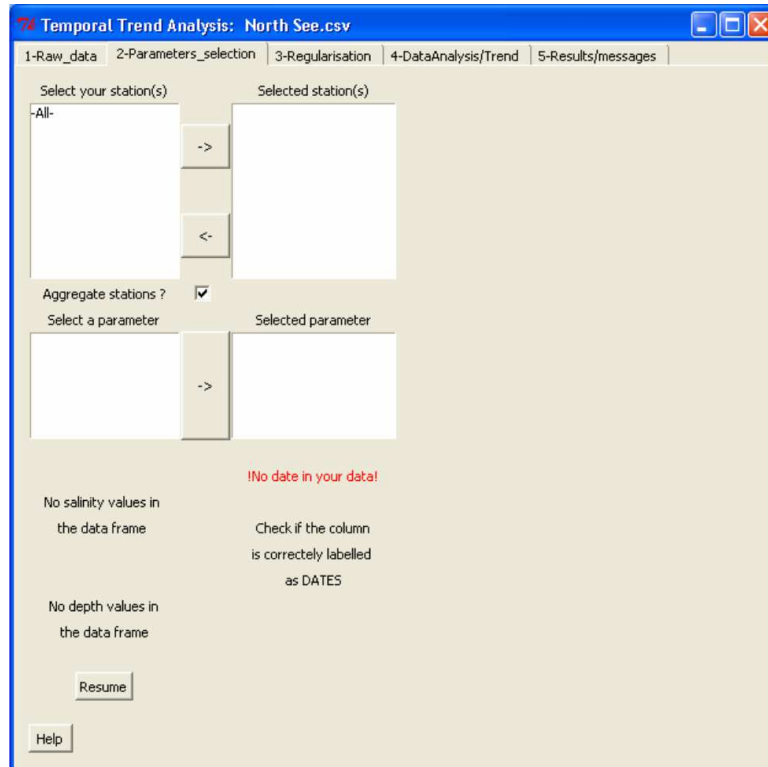 Temporal Trend Analysis: North See.csv
1-Raw_data 2-Parameters_selection 3-Regularisation 4-DataAnalysis/Trend 5-Results/messages
Select your station(s) Selected station(s)
-All-
->
<-
Aggregate stations ?
Select a parameter Selected parameter
->
!No date in your data!
No salinity values in
the data frame
Check if the column
is correctely labelled
as DATES
No depth values in
the data frame
Resume
Help